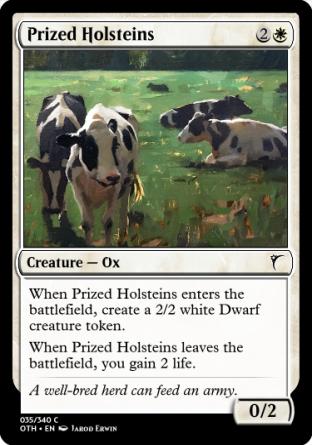 Prized Holsteins 2
Creature — Ox
When Prized Holsteins enters the
battlefield, create a 2/2 white Dwarf
creature token.
When Prized Holsteins leaves the
battlefield, you gain 2 life.
A well-bred herd can feed an army.
0/2
035/340 C
OTH • EN Jarod Erwin